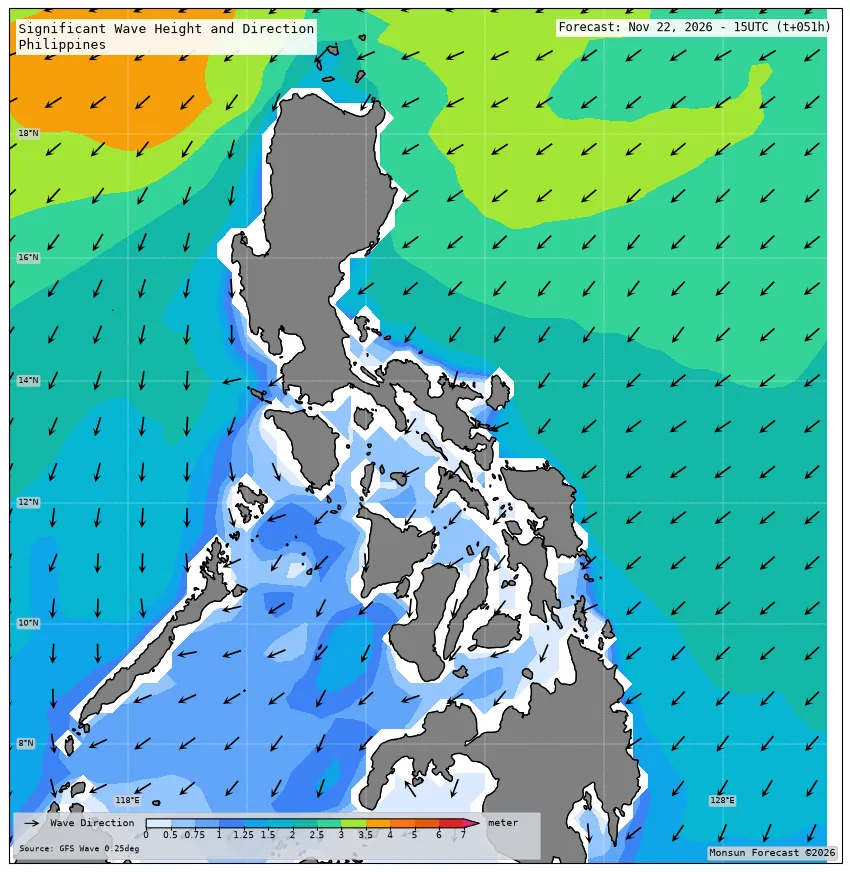 Significant Wave Height and Direction
Philippines
Forecast: Nov 22, 2026 - 15UTC (t+051h)
18°N
16°N
14°N
12°N
10°N
8°N
118°E
128°E
Wave Direction
0 0.5 0.75 1 1.25 1.5 2 2.5 3 3.5 4 5 6 7
meter
Source: GFS Wave 0.25deg
Monsun Forecast ©2026